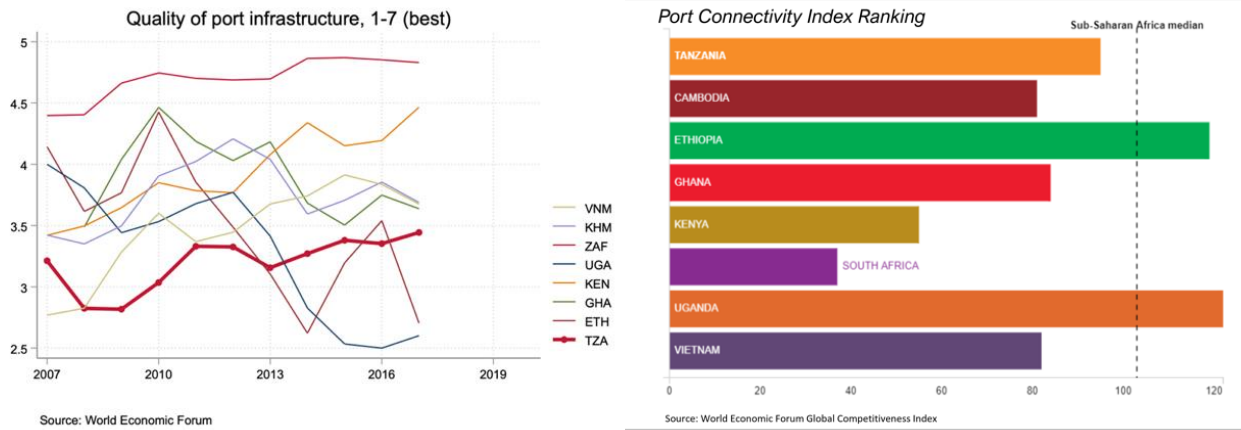 Quality of port infrastructure, 1-7 (best)
5
4.5
4
3.5
3
2.5
2007
2010
2013
2016
2019
VNM
KHM
ZAF
UGA
KEN
GHA
ETH
TZA
Source: World Economic Forum
Port Connectivity Index Ranking
Sub-Saharan Africa median
TANZANIA
CAMBODIA
ETHIOPIA
GHANA
KENYA
SOUTH AFRICA
UGANDA
VIETNAM
0
20
40
60
80
100
120
Source: World Economic Forum Global Competitiveness Index